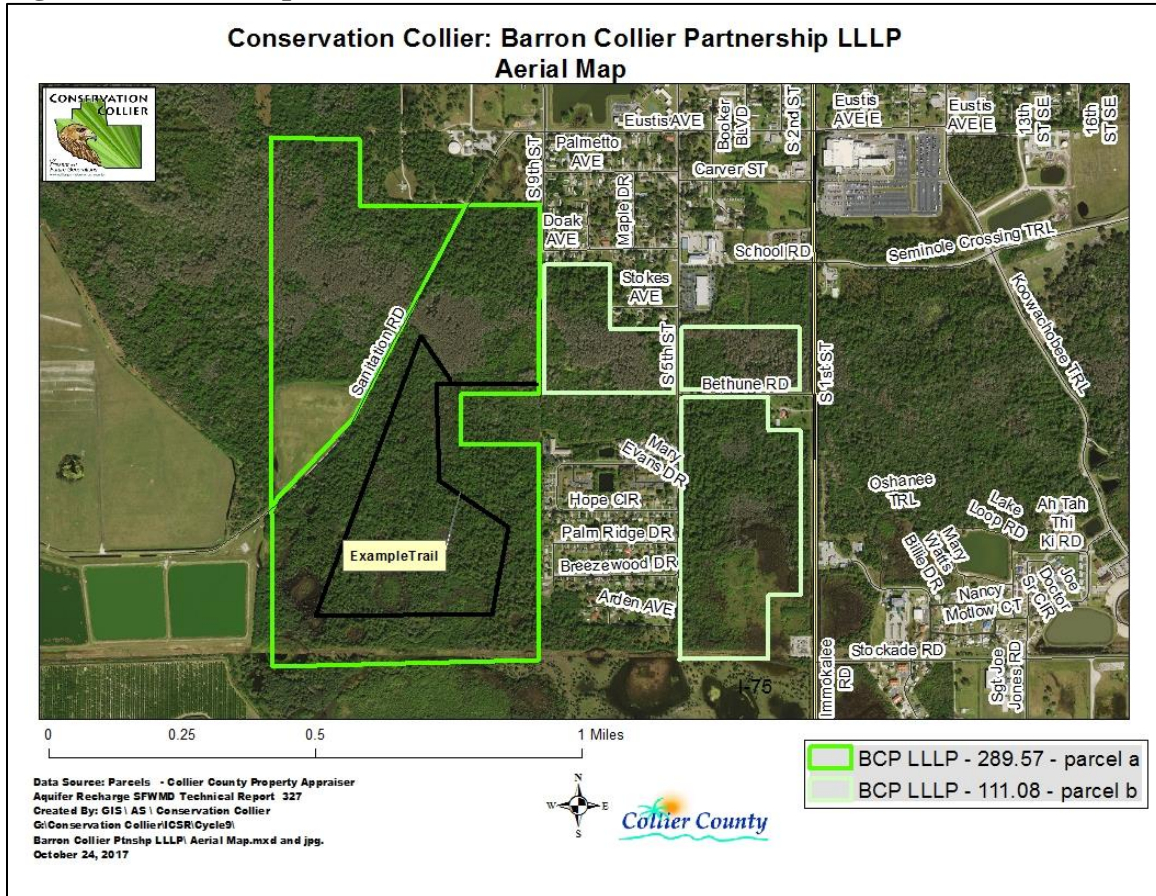 Conservation Collier: Barron Collier Partnership LLLP
Aerial Map
CONSERVATION
COLLIER
Eustis AVE
Booker
BLVD
S 2nd ST
Eustis
AVE E
Eustis
AVE E
13th
ST SE
16th
ST SE
S 9th ST
Palmetto
AVE
Maple DR
Carver ST
Doak
AVE
School RD
Seminole Crossing TRL
Stokes
AVE
Koowachobee TRL
Sanitation RD
S 5th ST
S 1st ST
Bethune RD
Mary
Evans DR
Hope CIR
Oshanee
TRL
Lake
Loop RD
Ah Tah
Thi
Ki RD
Palm Ridge DR
ExampleTrail
Breezewood DR
Mary
Watts
Billie DR
Joe
Doctor
Sr CIR
Nancy
Motlow CT
Arden AVE
Stockade RD
Immokalee
RD
Sgt Joe
Jones RD
I-75
0 0.25 0.5 1 Miles
BCP LLLP - 289.57 - parcel a
BCP LLLP - 111.08 - parcel b
Data Source: Parcels - Collier County Property Appraiser
Aquifer Recharge SFWMD Technical Report 327
Created By: GIS \ AS \ Conservation Collier
G:\Conservation Collier\ICSR\Cycle9\
Barron Collier Ptnshp LLLP\ Aerial Map.mxd and jpg.
October 24, 2017
N
W E
S
Collier County